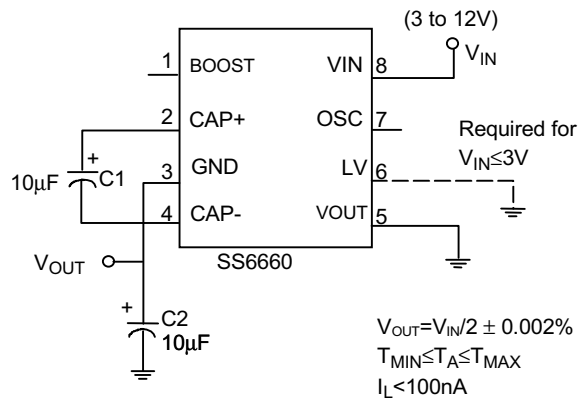 (3 to 12V)
V_IN
1 BOOST VIN 8
2 CAP+ OSC 7
Required for
V_IN≤3V
3 GND LV 6
+
10μF C1
4 CAP- VOUT 5
V_OUT
SS6660
+
C2
10μF
V_OUT=V_IN/2 ± 0.002%
T_MIN≤T_A≤T_MAX
I_L<100nA